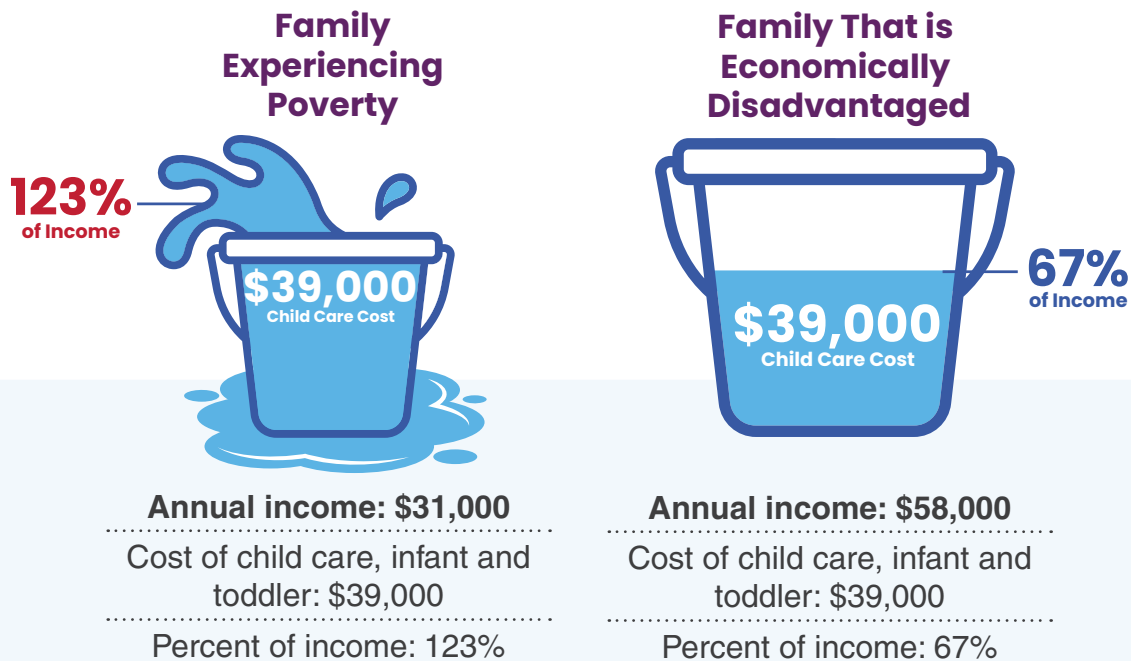 Family
Experiencing
Poverty
123%
of Income
$39,000
Child Care Cost
Annual income: $31,000
Cost of child care, infant and
toddler: $39,000
Percent of income: 123%
Family That is
Economically
Disadvantaged
67%
of Income
$39,000
Child Care Cost
Annual income: $58,000
Cost of child care, infant and
toddler: $39,000
Percent of income: 67%